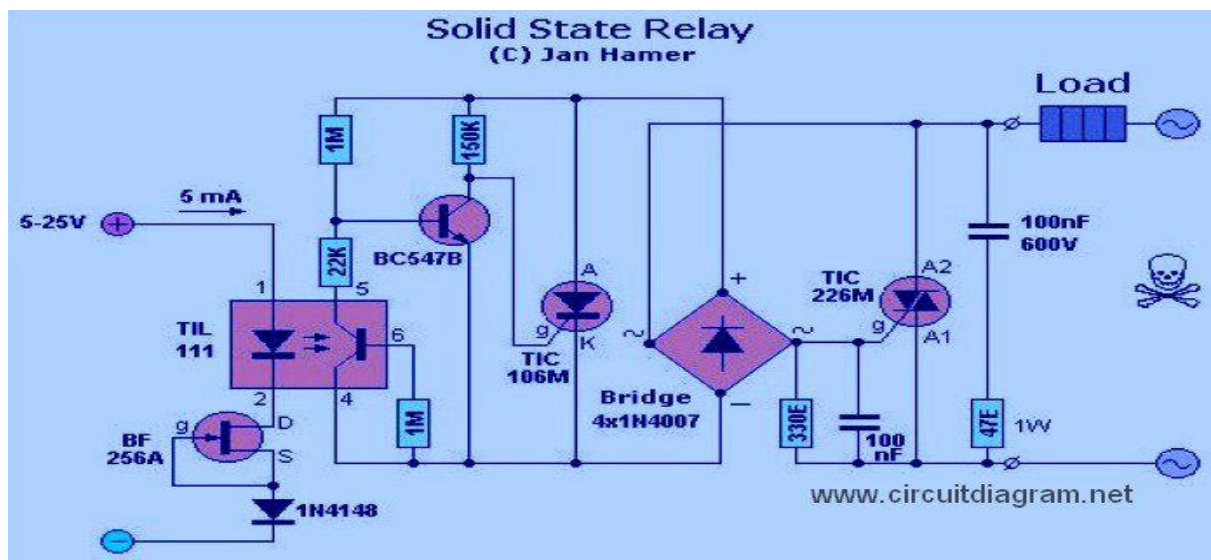 Solid State Relay
(C) Jan Hamer
Load
1M
150K
5 mA
5-25V
+
22K
BC547B
100nF
600V
1
5
A
+
TIC
226M
A2
TIL
111
6
g
K
~
~
g
A1
TIC
106M
2
4
1M
Bridge
4x1N4007
−
330E
100
nF
47E
1W
g
D
BF
256A
S
1N4148
www.circuitdiagram.net
−